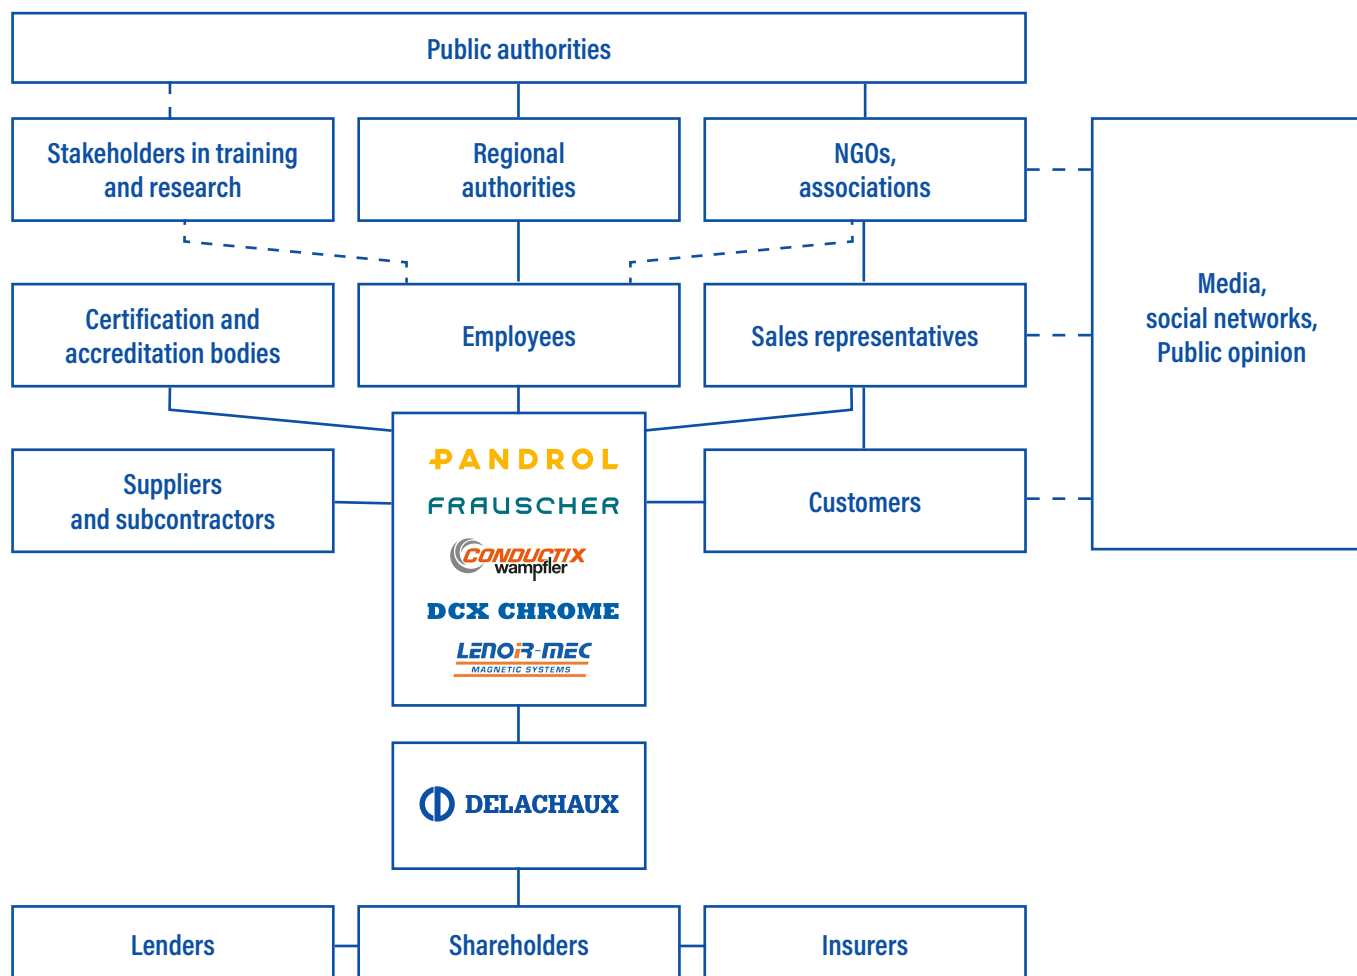 Public authorities
Stakeholders in training
and research
Regional
authorities
NGOs,
associations
Media,
social networks,
Public opinion
Certification and
accreditation bodies
Employees
Sales representatives
Suppliers
and subcontractors
PANDROL
FRAUSCHER
CONDUCTIX
wampfler
DCX CHROME
LENOiR-MEC
MAGNETIC SYSTEMS
Customers
DELACHAUX
Lenders
Shareholders
Insurers